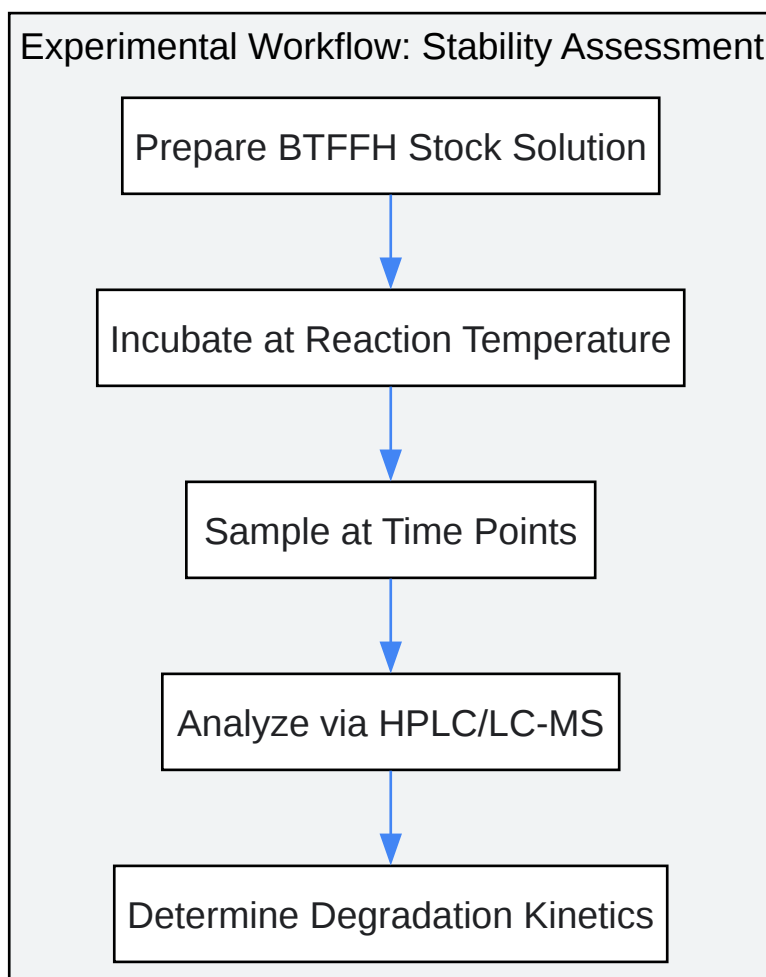 Experimental Workflow: Stability Assessment
Prepare BTFFH Stock Solution
Incubate at Reaction Temperature
Sample at Time Points
Analyze via HPLC/LC-MS
Determine Degradation Kinetics